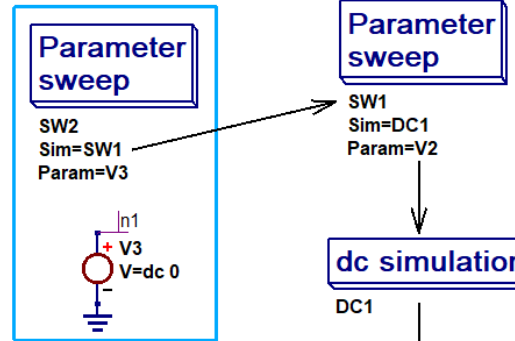 Parameter
sweep
SW2
Sim=SW1
Param=V3
n1
+ V3
V=dc 0
−
Parameter
sweep
SW1
Sim=DC1
Param=V2
dc simulation
DC1